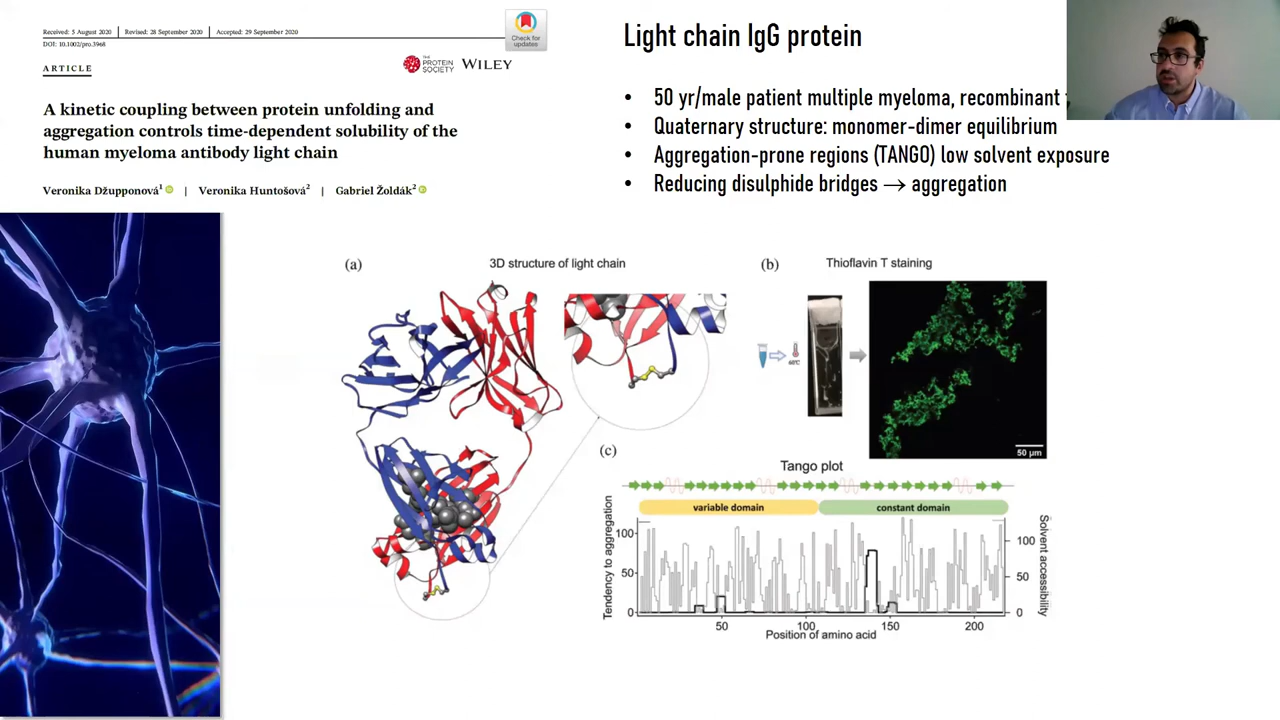 Received: 5 August 2020 | Revised: 28 September 2020 | Accepted: 29 September 2020
DOI: 10.1002/pro.3968
Check for
updates
ARTICLE
THE
PROTEIN
SOCIETY
WILEY
A kinetic coupling between protein unfolding and
aggregation controls time-dependent solubility of the
human myeloma antibody light chain
Veronika Džupponová1 | Veronika Huntošová2 | Gabriel Žoldák2
Light chain IgG protein
• 50 yr/male patient multiple myeloma, recombinant
• Quaternary structure: monomer-dimer equilibrium
• Aggregation-prone regions (TANGO) low solvent exposure
• Reducing disulphide bridges → aggregation
(a) 3D structure of light chain
(b) Thioflavin T staining
60°C
50 μm
(c)
Tango plot
variable domain constant domain
Tendency to aggregation
100
50
0
Solvent accessibility
100
50
0
50 100 150 200
Position of amino acid